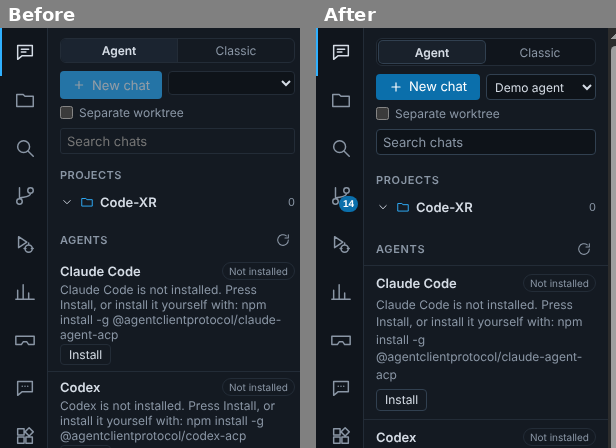 Before
Agent
Classic
+ New chat
Separate worktree
Search chats
PROJECTS
Code-XR
0
AGENTS
Claude Code
Not installed
Claude Code is not installed. Press
Install, or install it yourself with: npm
install -g @agentclientprotocol/claude-
agent-acp
Install
Codex
Not installed
Codex is not installed. Press Install, or
install it yourself with: npm install -g
@agentclientprotocol/codex-acp
After
Agent
Classic
+ New chat
Demo agent
Separate worktree
Search chats
PROJECTS
14
Code-XR
0
AGENTS
Claude Code
Not installed
Claude Code is not installed. Press
Install, or install it yourself with: npm
install -g
@agentclientprotocol/claude-agent-
acp
Install
Codex
Not installed